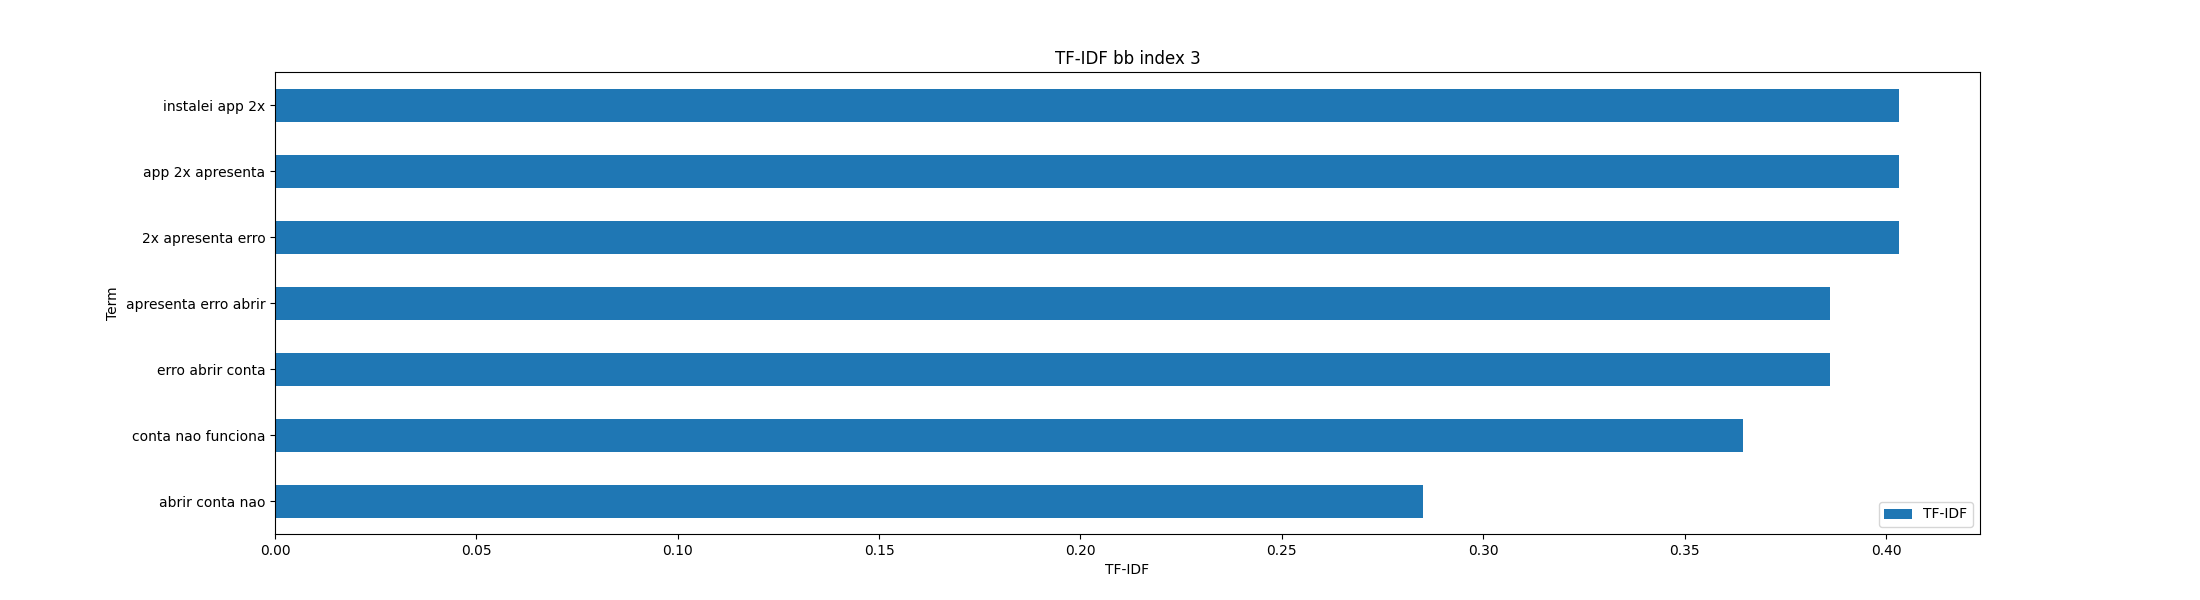 TF-IDF bb index 3
instalei app 2x
app 2x apresenta
2x apresenta erro
apresenta erro abrir
erro abrir conta
conta nao funciona
abrir conta nao
Term
TF-IDF
0.00 0.05 0.10 0.15 0.20 0.25 0.30 0.35 0.40
TF-IDF